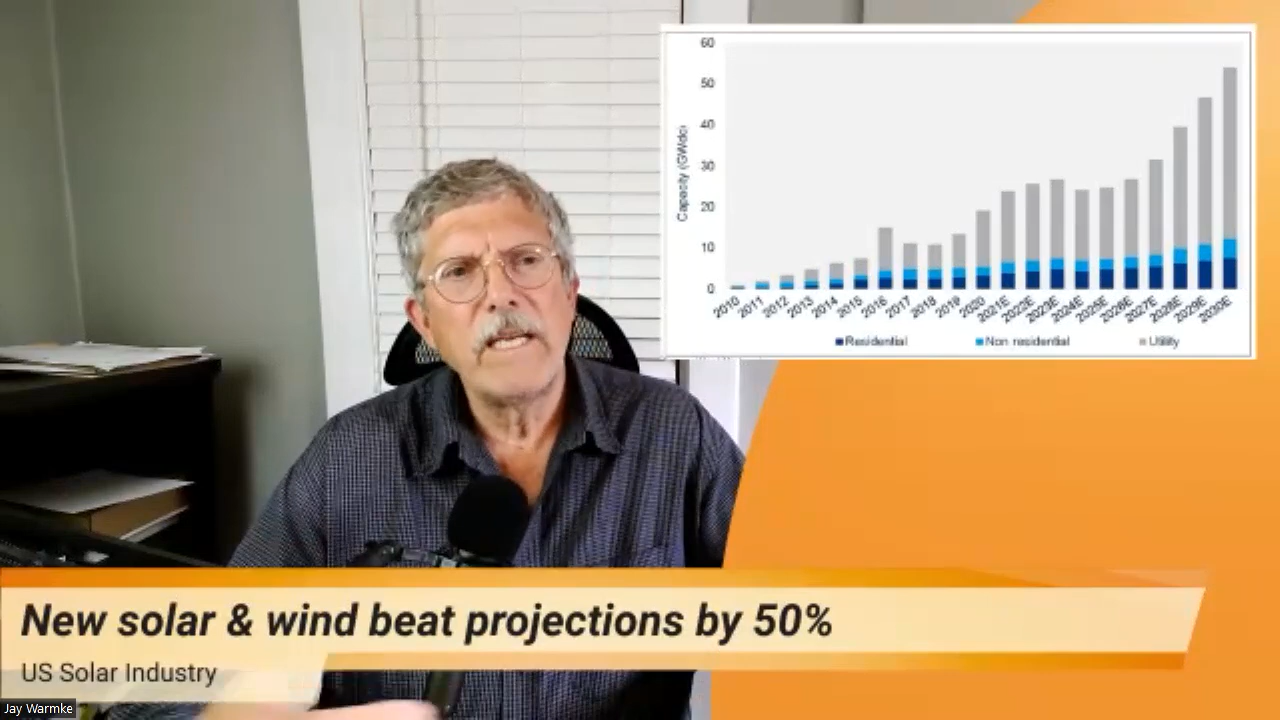 60
50
40
30
20
10
0
Capacity (GWdc)
2010 2011 2012 2013 2014 2015 2016 2017 2018 2019 2020 2021E 2022E 2023E 2024E 2025E 2026E 2027E 2028E 2029E 2030E
Residential Non residential Utility
New solar & wind beat projections by 50%
US Solar Industry
Jay Warmke